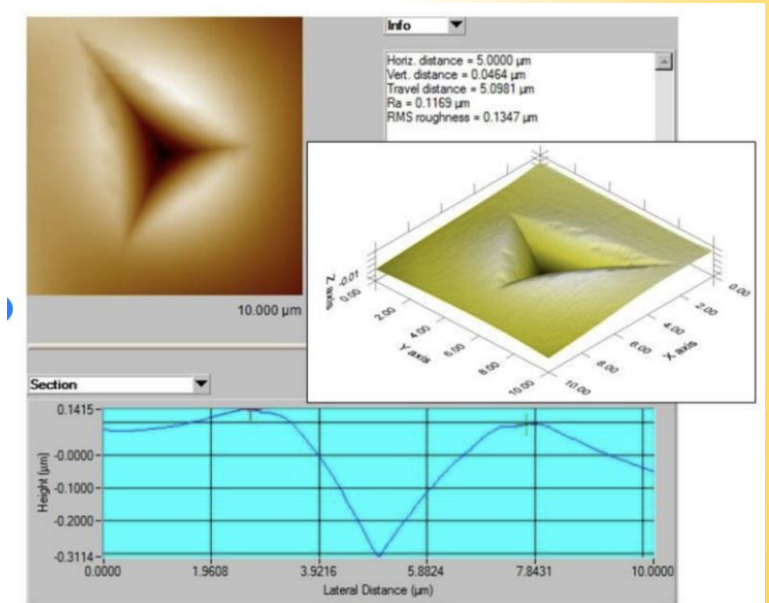 Info
Horiz. distance = 5.0000 µm
Vert. distance = 0.0464 µm
Travel distance = 5.0981 µm
Ra = 0.1169 µm
RMS roughness = 0.1347 µm
10.000 µm
Z axis
-0.01
0.00
2.00
4.00
6.00
8.00
10.00
Y axis
0.00
2.00
4.00
6.00
8.00
10.00
X axis
Section
Height (µm)
0.1415
-0.0000
-0.1000
-0.2000
-0.3114
0.0000 1.9608 3.9216 5.8824 7.8431 10.0000
Lateral Distance (µm)